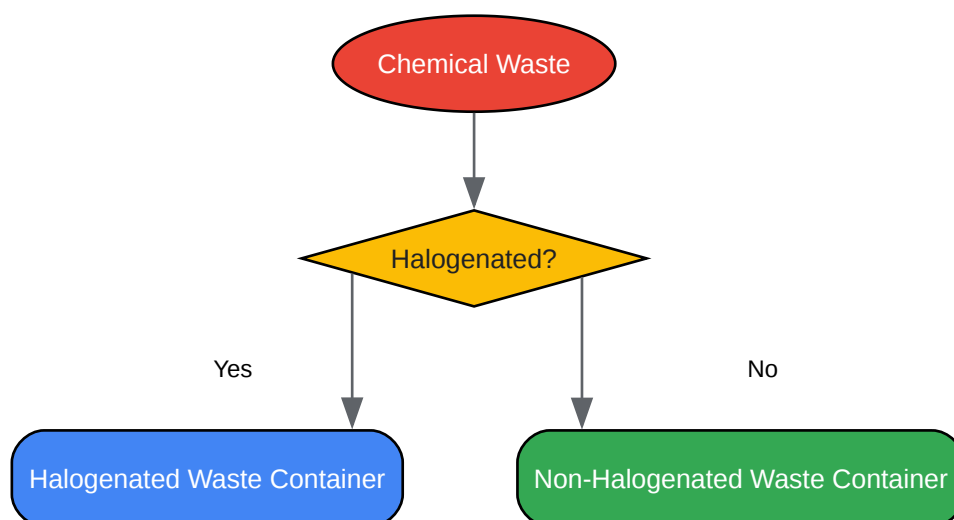 Chemical Waste
Halogenated?
Yes
No
Halogenated Waste Container
Non-Halogenated Waste Container